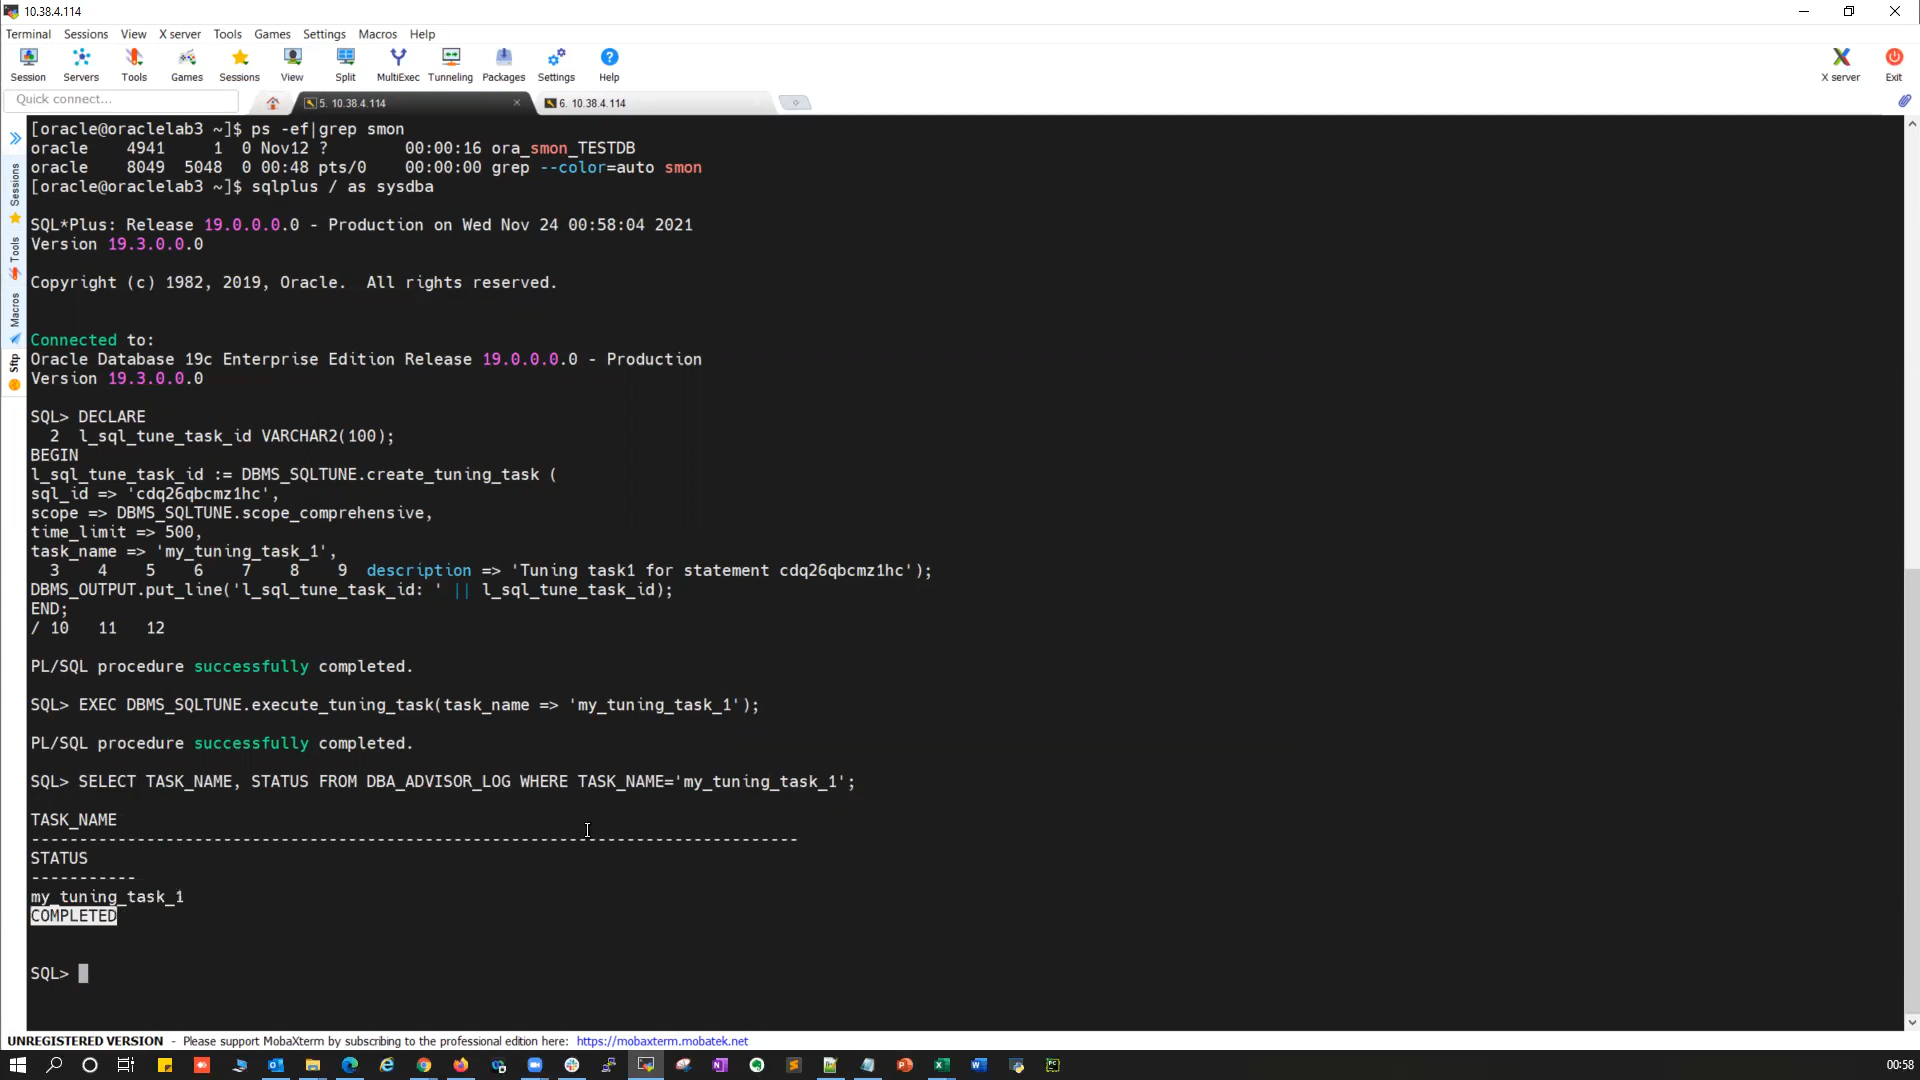 10.38.4.114
Terminal Sessions View X server Tools Games Settings Macros Help
Session Servers Tools Games Sessions View Split MultiExec Tunneling Packages Settings Help X server Exit
Quick connect...
5. 10.38.4.114
6. 10.38.4.114
Sessions
Tools
Macros
Sftp
[oracle@oraclelab3 ~]$ ps -ef|grep smon
oracle 4941 1 0 Nov12 ? 00:00:16 ora_smon_TESTDB
oracle 8049 5048 0 00:48 pts/0 00:00:00 grep --color=auto smon
[oracle@oraclelab3 ~]$ sqlplus / as sysdba
SQL*Plus: Release 19.0.0.0.0 - Production on Wed Nov 24 00:58:04 2021
Version 19.3.0.0.0
Copyright (c) 1982, 2019, Oracle. All rights reserved.
Connected to:
Oracle Database 19c Enterprise Edition Release 19.0.0.0.0 - Production
Version 19.3.0.0.0
SQL> DECLARE
2 l_sql_tune_task_id VARCHAR2(100);
BEGIN
l_sql_tune_task_id := DBMS_SQLTUNE.create_tuning_task (
sql_id => 'cdq26qbcmz1hc',
scope => DBMS_SQLTUNE.scope_comprehensive,
time_limit => 500,
task_name => 'my_tuning_task_1',
3 4 5 6 7 8 9 description => 'Tuning task1 for statement cdq26qbcmz1hc');
DBMS_OUTPUT.put_line('l_sql_tune_task_id: ' || l_sql_tune_task_id);
END;
/ 10 11 12
PL/SQL procedure successfully completed.
SQL> EXEC DBMS_SQLTUNE.execute_tuning_task(task_name => 'my_tuning_task_1');
PL/SQL procedure successfully completed.
SQL> SELECT TASK_NAME, STATUS FROM DBA_ADVISOR_LOG WHERE TASK_NAME='my_tuning_task_1';
TASK_NAME
--------------------------------------------------------------------------------
STATUS
-----------
my_tuning_task_1
COMPLETED
SQL>
UNREGISTERED VERSION - Please support MobaXterm by subscribing to the professional edition here: https://mobaxterm.mobatek.net
00:58